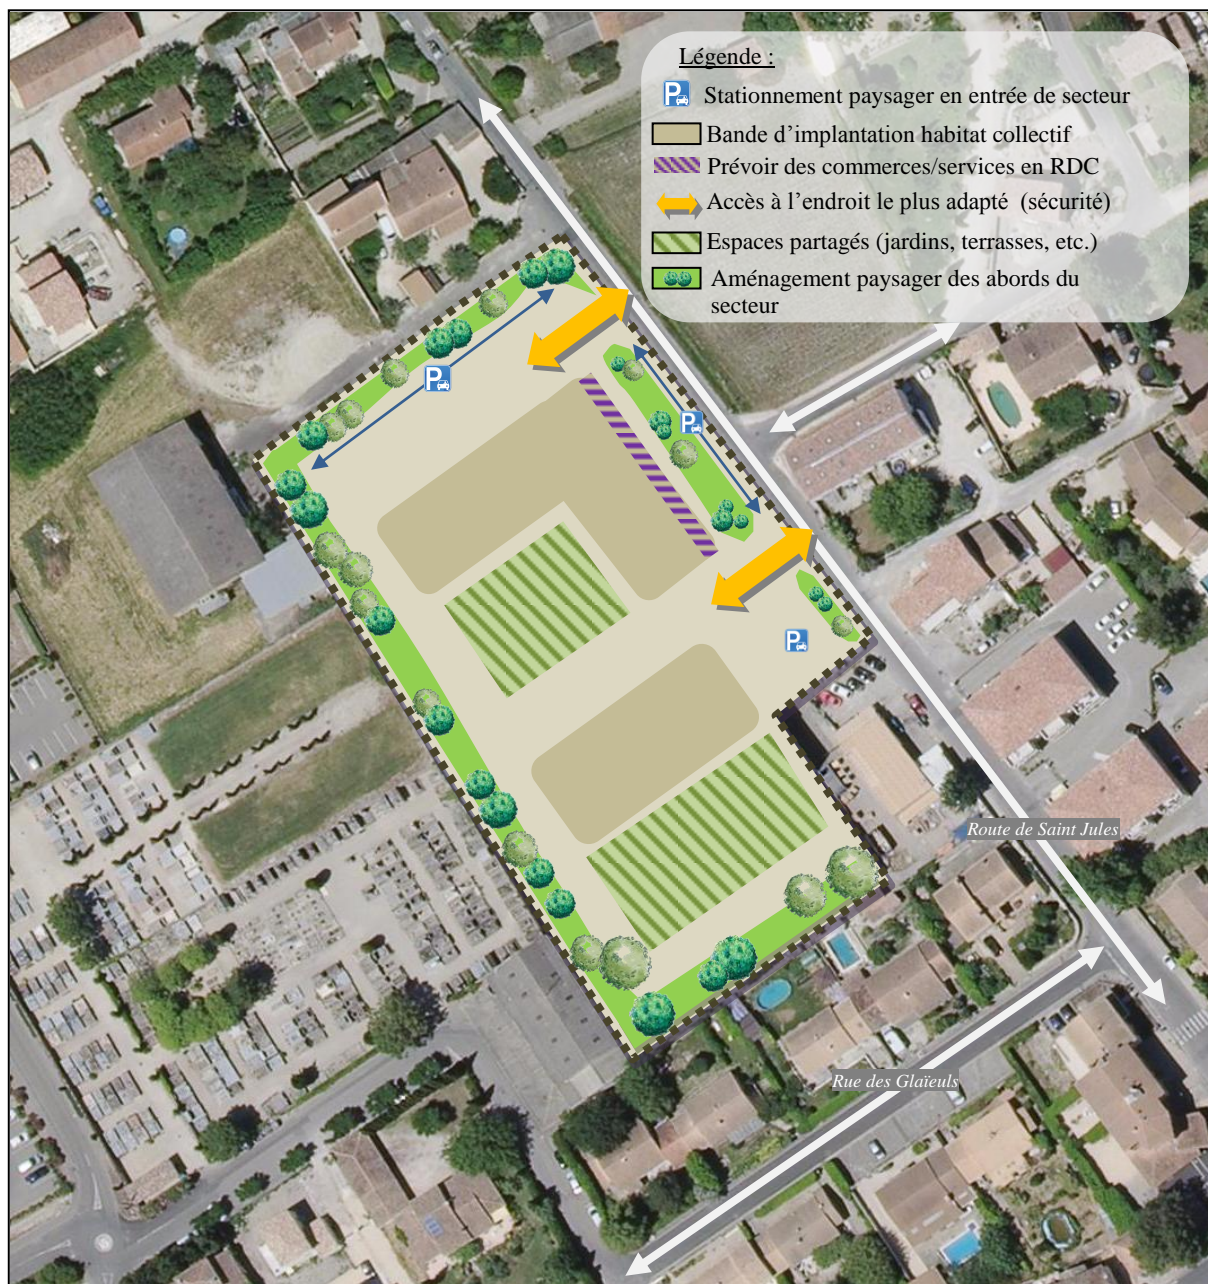 Légende :
Stationnement paysager en entrée de secteur
Bande d’implantation habitat collectif
Prévoir des commerces/services en RDC
Accès à l’endroit le plus adapté (sécurité)
Espaces partagés (jardins, terrasses, etc.)
Aménagement paysager des abords du
secteur
P
P
P
P
Route de Saint Jules
Rue des Glaïeuls